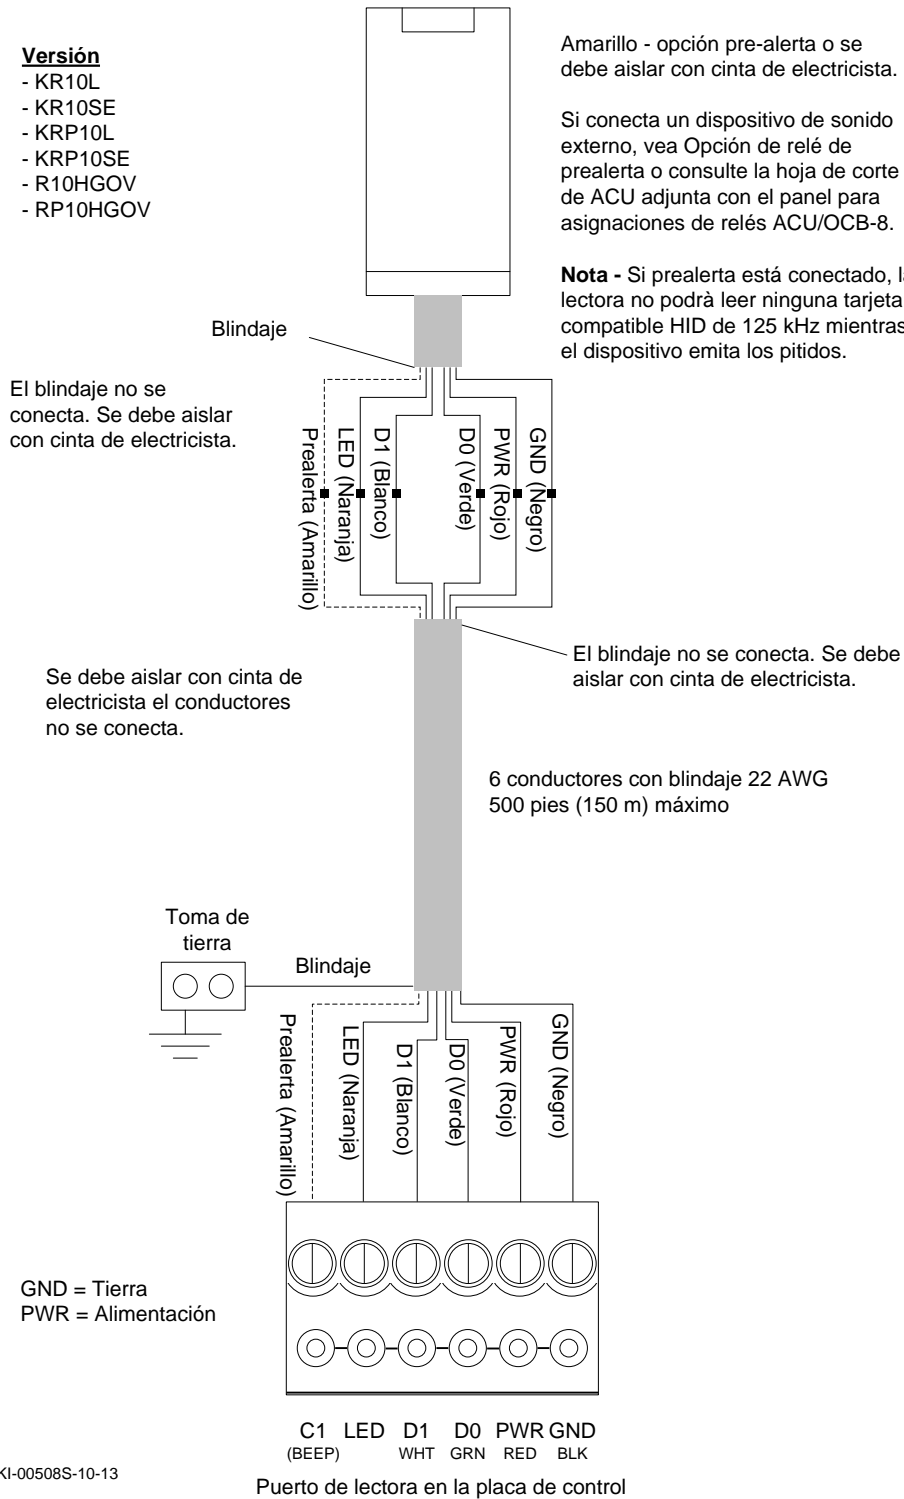 Versión
- KR10L
- KR10SE
- KRP10L
- KRP10SE
- R10HGOV
- RP10HGOV
Amarillo - opción pre-alerta o se
debe aislar con cinta de electricista.
Si conecta un dispositivo de sonido
externo, vea Opción de relé de
prealerta o consulte la hoja de corte
de ACU adjunta con el panel para
asignaciones de relés ACU/OCB-8.
Nota - Si prealerta está conectado, l
lectora no podrà leer ninguna tarjeta
compatible HID de 125 kHz mientras
el dispositivo emita los pitidos.
Blindaje
El blindaje no se
conecta. Se debe aislar
con cinta de electricista.
Prealerta (Amarillo)
LED (Naranja)
D1 (Blanco)
D0 (Verde)
PWR (Rojo)
GND (Negro)
El blindaje no se conecta. Se debe
aislar con cinta de electricista.
Se debe aislar con cinta de
electricista el conductores
no se conecta.
6 conductores con blindaje 22 AWG
500 pies (150 m) máximo
Toma de
tierra
Blindaje
Prealerta (Amarillo)
LED (Naranja)
D1 (Blanco)
D0 (Verde)
PWR (Rojo)
GND (Negro)
GND = Tierra
PWR = Alimentación
C1 LED D1 D0 PWR GND
(BEEP) WHT GRN RED BLK
KI-00508S-10-13
Puerto de lectora en la placa de control